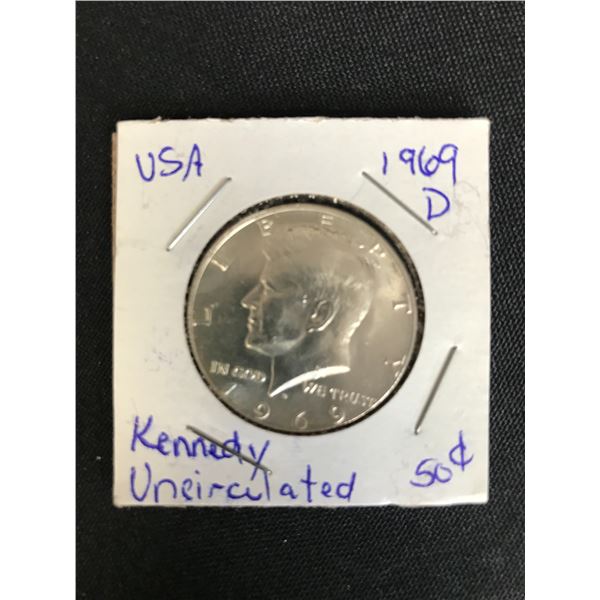 USA
1969
D
LIBERTY
IN GOD WE TRUST
1969
Kennedy
Uncirculated
50¢